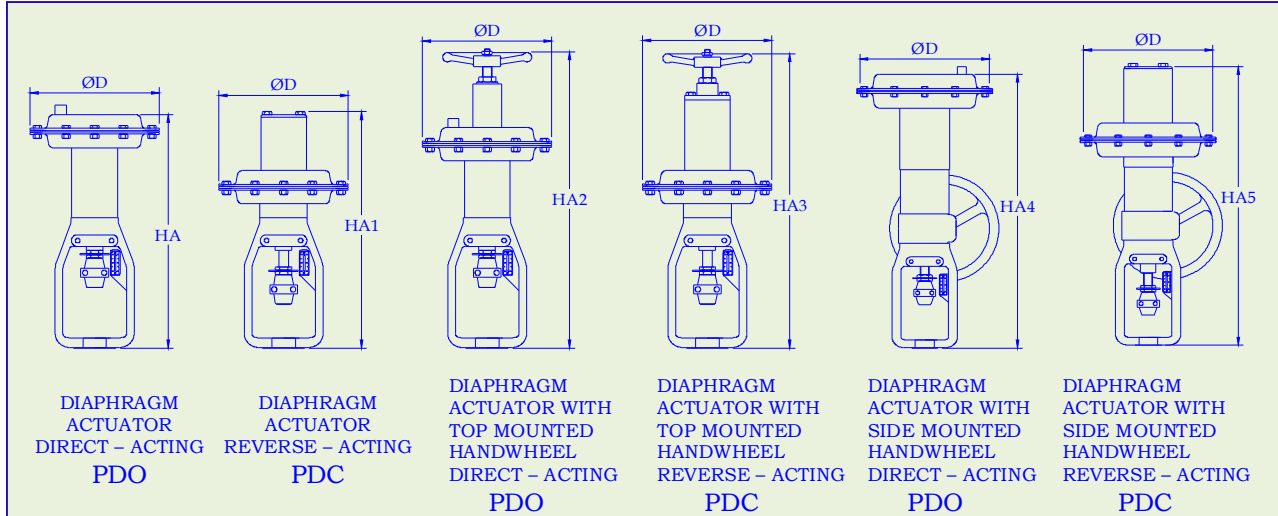 ØD
HA
DIAPHRAGM
ACTUATOR
DIRECT – ACTING
PDO
ØD
HA1
DIAPHRAGM
ACTUATOR
REVERSE – ACTING
PDC
ØD
HA2
DIAPHRAGM
ACTUATOR WITH
TOP MOUNTED
HANDWHEEL
DIRECT – ACTING
PDO
ØD
HA3
DIAPHRAGM
ACTUATOR WITH
TOP MOUNTED
HANDWHEEL
REVERSE – ACTING
PDC
ØD
HA4
DIAPHRAGM
ACTUATOR WITH
SIDE MOUNTED
HANDWHEEL
DIRECT – ACTING
PDO
ØD
HA5
DIAPHRAGM
ACTUATOR WITH
SIDE MOUNTED
HANDWHEEL
REVERSE – ACTING
PDC